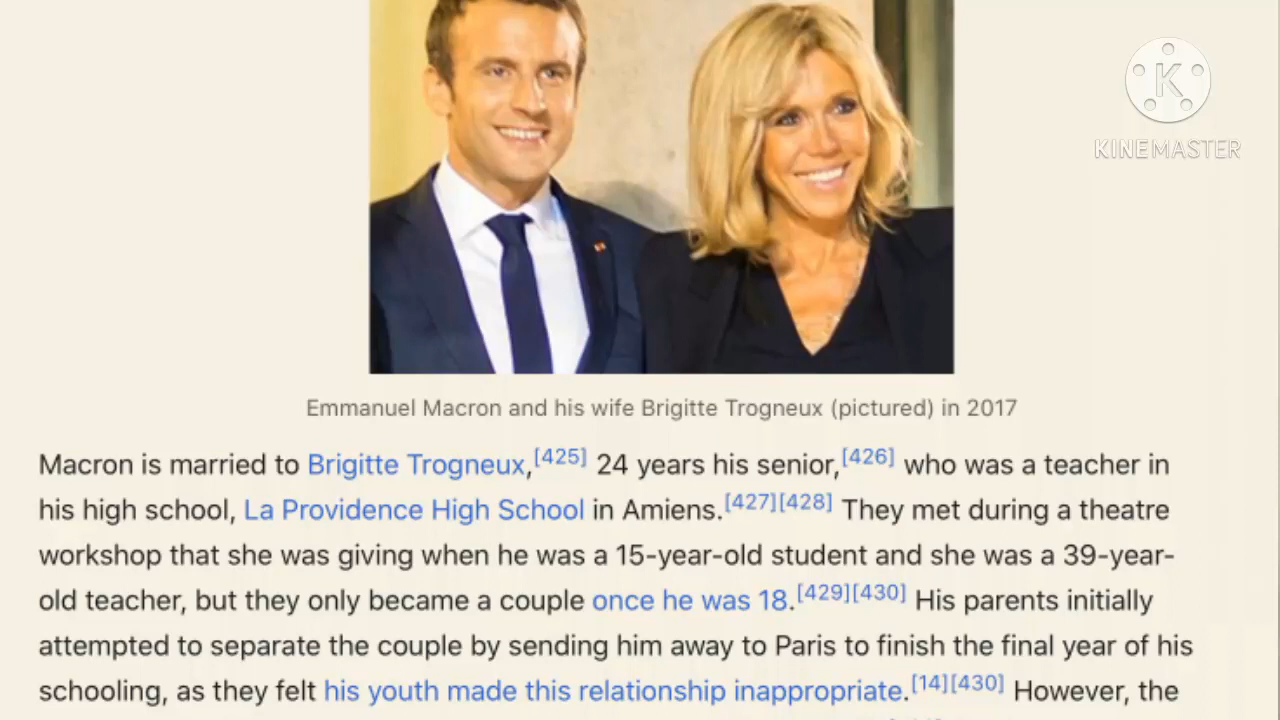 KINEMASTER
Emmanuel Macron and his wife Brigitte Trogneux (pictured) in 2017
Macron is married to Brigitte Trogneux,[425] 24 years his senior,[426] who was a teacher in
his high school, La Providence High School in Amiens.[427][428] They met during a theatre
workshop that she was giving when he was a 15-year-old student and she was a 39-year-
old teacher, but they only became a couple once he was 18.[429][430] His parents initially
attempted to separate the couple by sending him away to Paris to finish the final year of his
schooling, as they felt his youth made this relationship inappropriate.[14][430] However, the